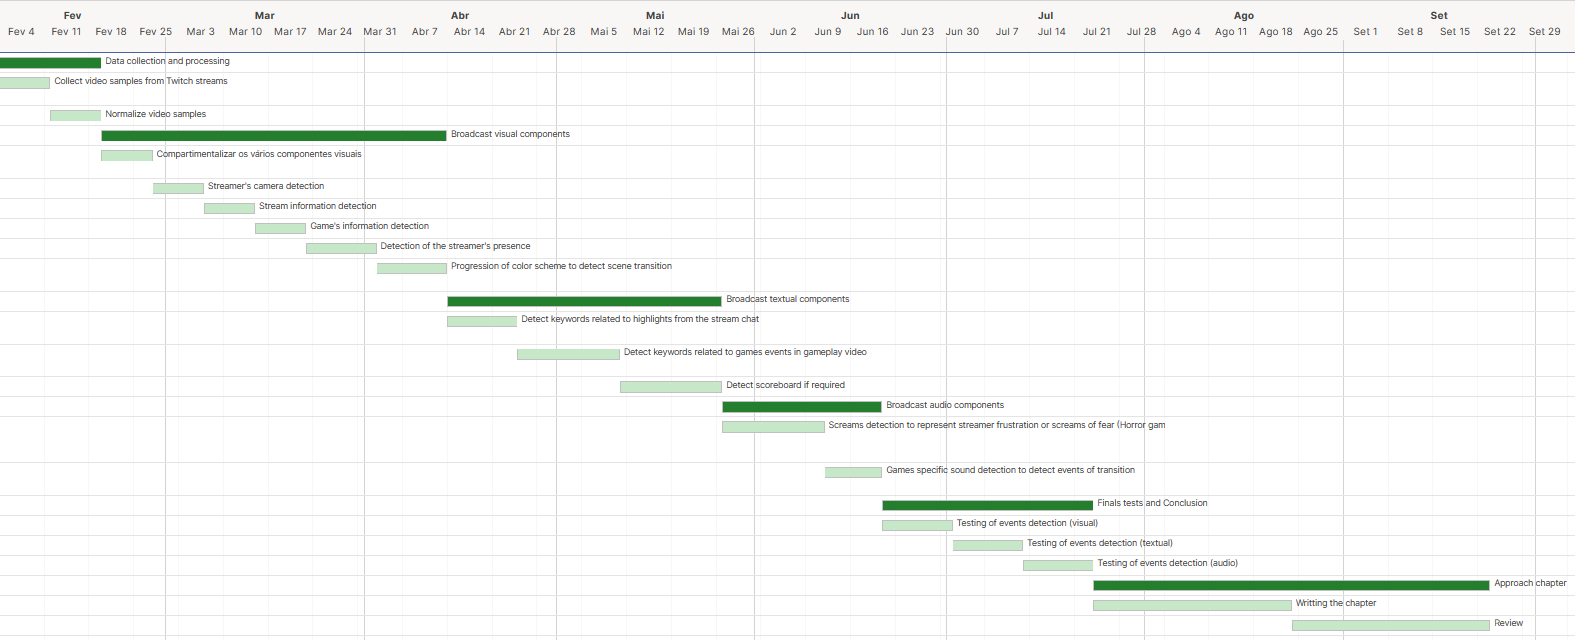 Fev Mar Abr Mai Jun Jul Ago Set
Fev 4 Fev 11 Fev 18 Fev 25 Mar 3 Mar 10 Mar 17 Mar 24 Mar 31 Abr 7 Abr 14 Abr 21 Abr 28 Mai 5 Mai 12 Mai 19 Mai 26 Jun 2 Jun 9 Jun 16 Jun 23 Jun 30 Jul 7 Jul 14 Jul 21 Jul 28 Ago 4 Ago 11 Ago 18 Ago 25 Set 1 Set 8 Set 15 Set 22 Set 29
Data collection and processing
Collect video samples from Twitch streams
Normalize video samples
Broadcast visual components
Compartimentalizar os vários componentes visuais
Streamer's camera detection
Stream information detection
Game's information detection
Detection of the streamer's presence
Progression of color scheme to detect scene transition
Broadcast textual components
Detect keywords related to highlights from the stream chat
Detect keywords related to games events in gameplay video
Detect scoreboard if required
Broadcast audio components
Screams detection to represent streamer frustration or screams of fear (Horror gam
Games specific sound detection to detect events of transition
Finals tests and Conclusion
Testing of events detection (visual)
Testing of events detection (textual)
Testing of events detection (audio)
Approach chapter
Writting the chapter
Review